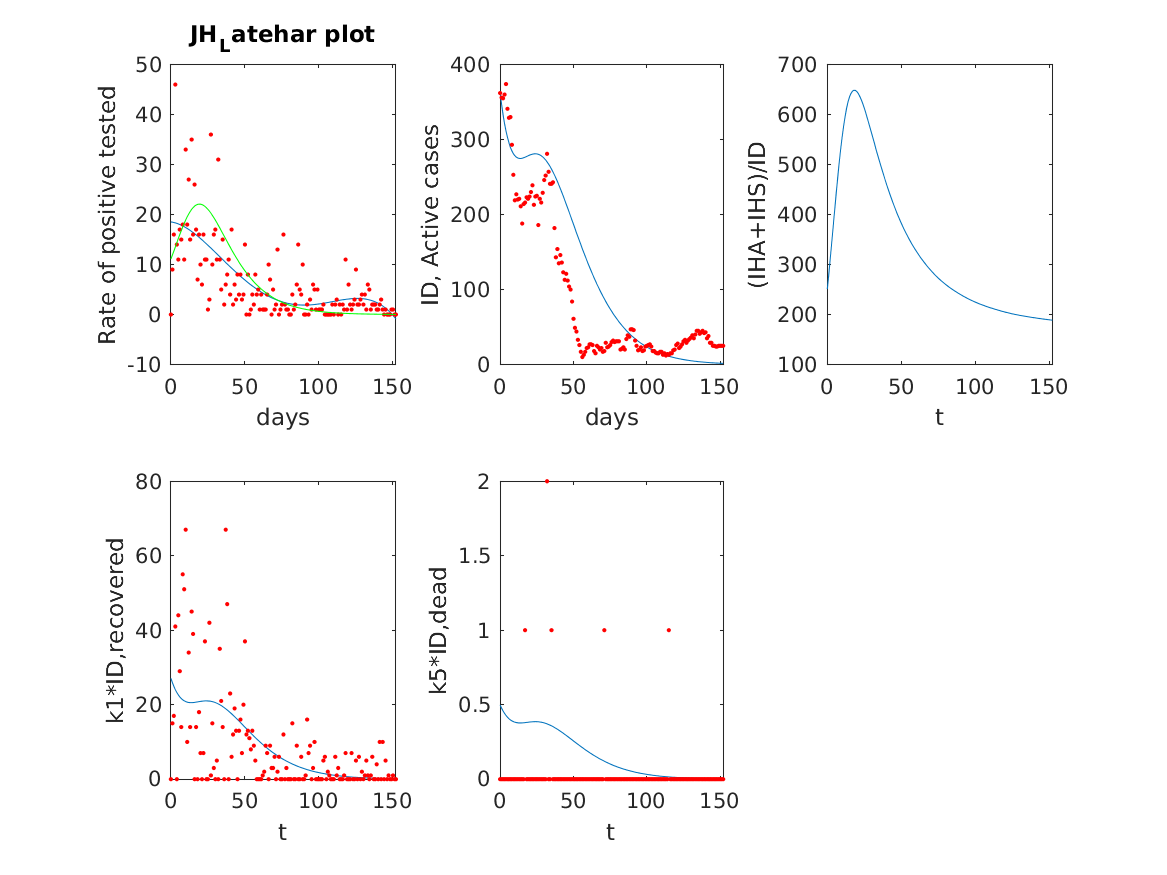 JH_Latehar plot
50
40
30
20
10
0
-10
Rate of positive tested
0 50 100 150
days
400
300
200
100
0
ID, Active cases
0 50 100 150
days
700
600
500
400
300
200
100
(IHA+IHS)/ID
0 50 100 150
t
80
60
40
20
0
k1*ID,recovered
0 50 100 150
t
2
1.5
1
0.5
0
k5*ID,dead
0 50 100 150
t